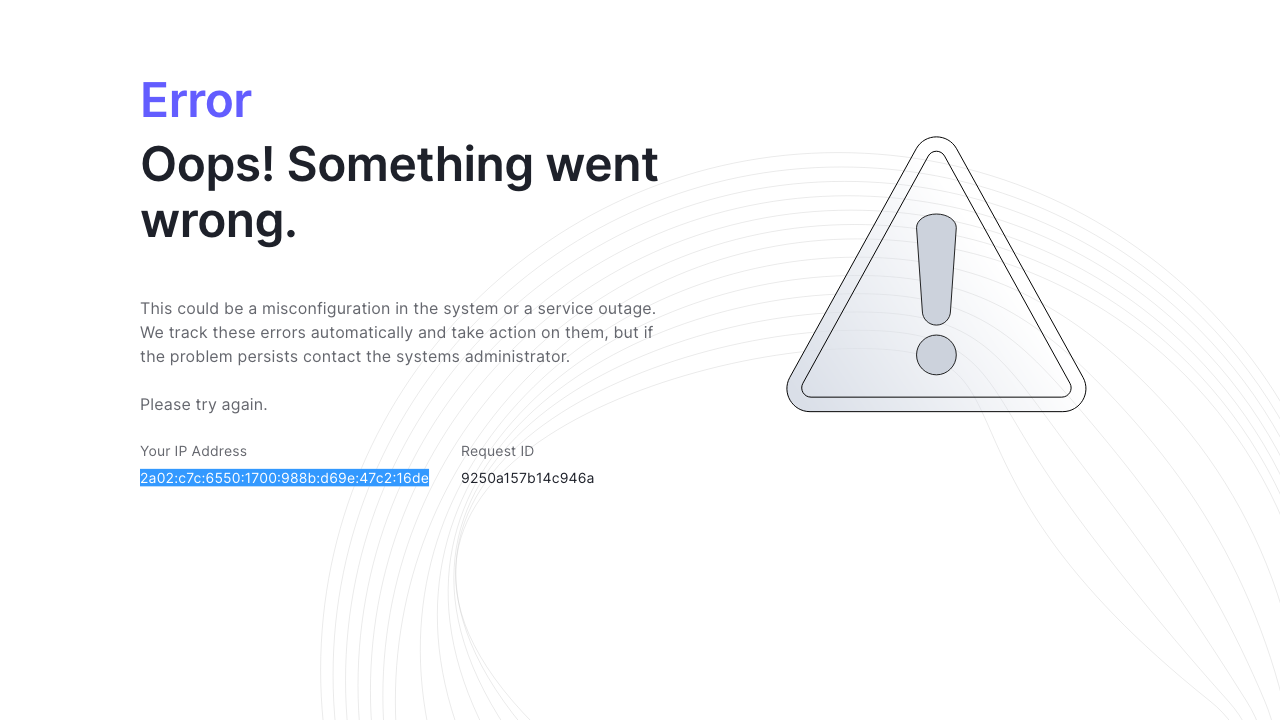 Error
Oops! Something went
wrong.
This could be a misconfiguration in the system or a service outage.
We track these errors automatically and take action on them, but if
the problem persists contact the systems administrator.
Please try again.
Your IP Address
2a02:c7c:6550:1700:988b:d69e:47c2:16de
Request ID
9250a157b14c946a